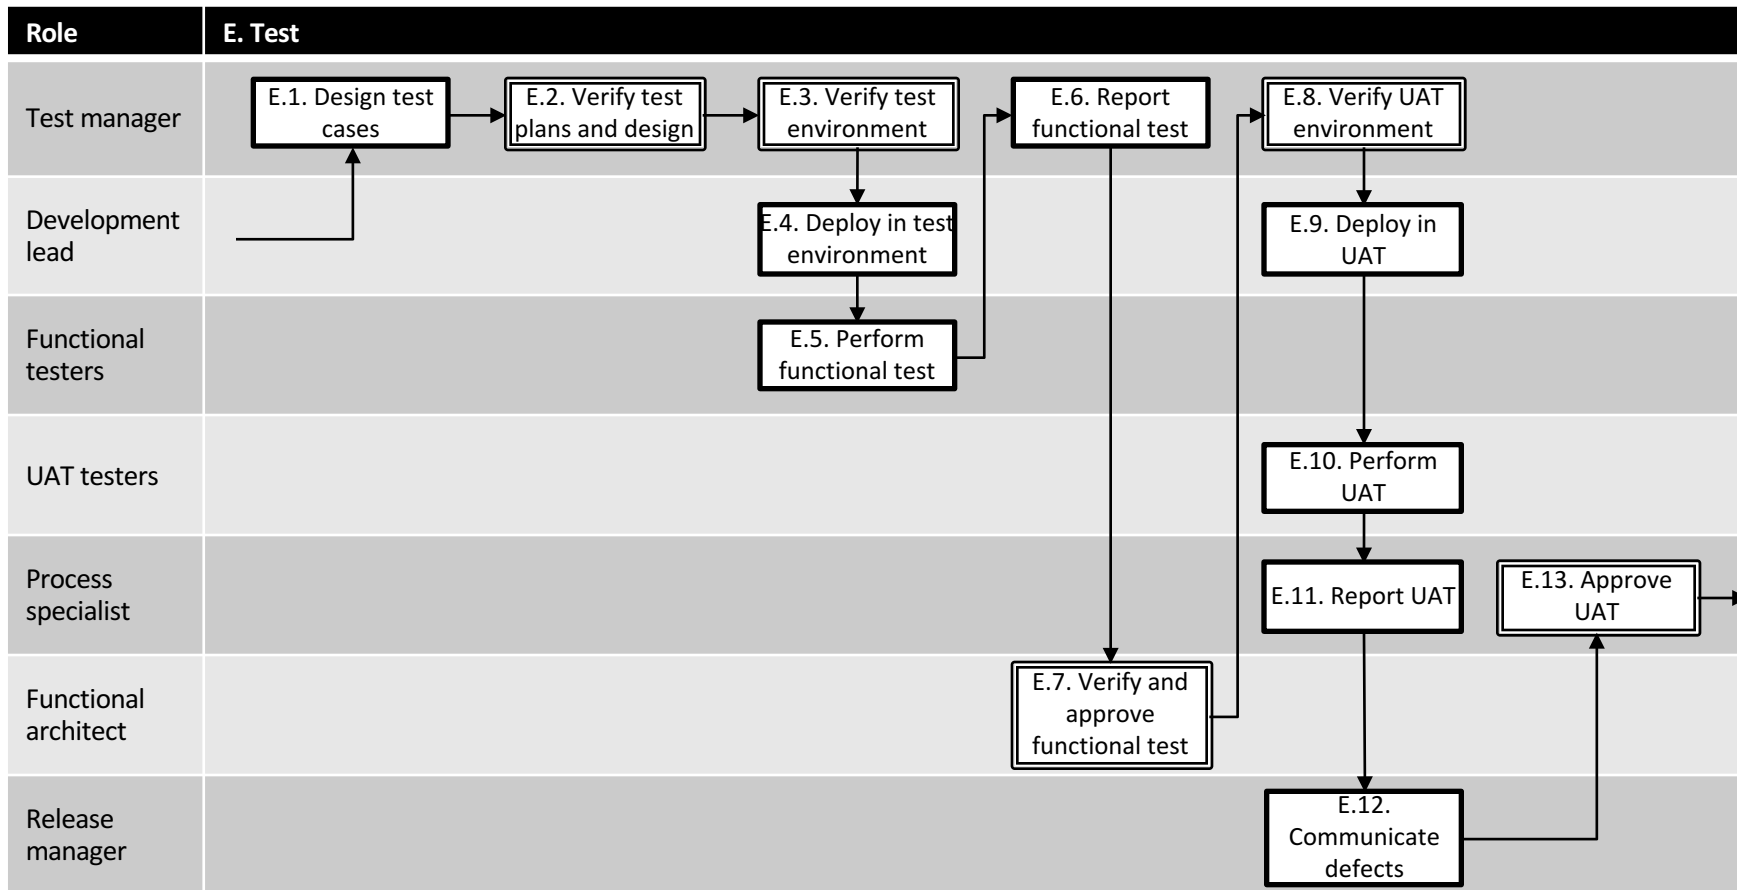 Role
E. Test
Test manager
E.1. Design test
cases
E.2. Verify test
plans and design
E.3. Verify test
environment
E.6. Report
functional test
E.8. Verify UAT
environment
Development
lead
E.4. Deploy in test
environment
E.9. Deploy in
UAT
Functional
testers
E.5. Perform
functional test
UAT testers
E.10. Perform
UAT
Process
specialist
E.11. Report UAT
E.13. Approve
UAT
Functional
architect
E.7. Verify and
approve
functional test
Release
manager
E.12.
Communicate
defects